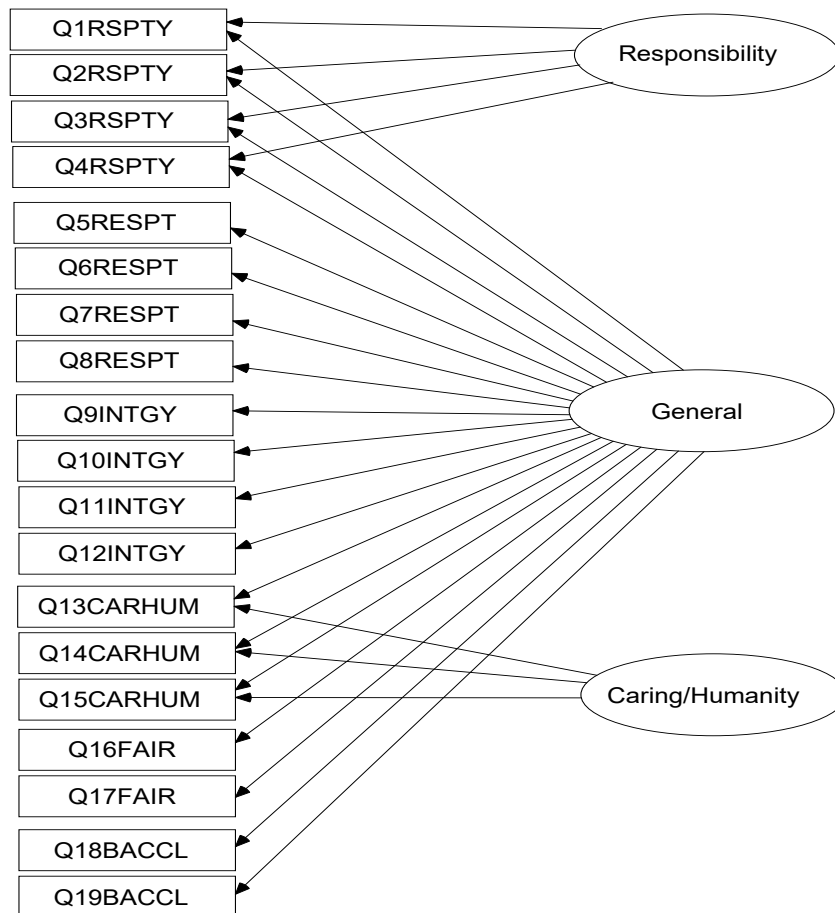 Q1RSPTY
Responsibility
Q2RSPTY
Q3RSPTY
Q4RSPTY
Q5RESPT
Q6RESPT
Q7RESPT
Q8RESPT
Q9INTGY
General
Q10INTGY
Q11INTGY
Q12INTGY
Q13CARHUM
Q14CARHUM
Q15CARHUM
Caring/Humanity
Q16FAIR
Q17FAIR
Q18BACCL
Q19BACCL